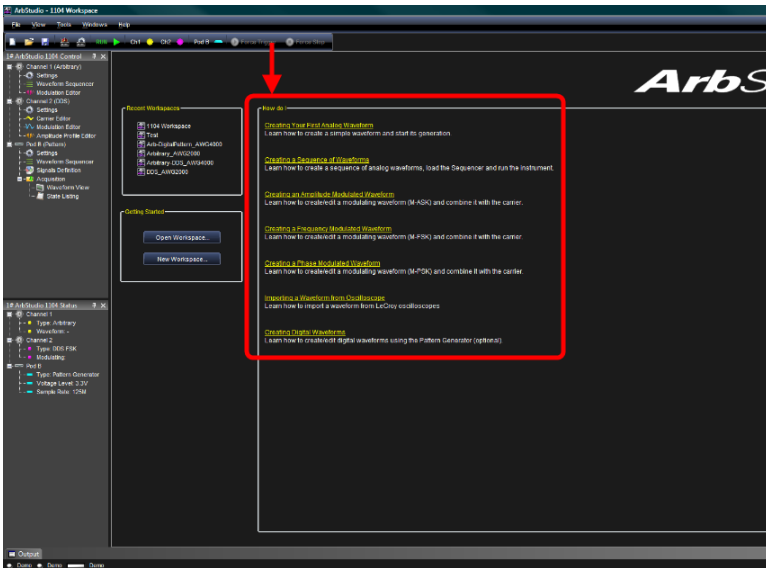 ArbStudio - 1104 Workspace
File View Tools Windows Help
RUN Ch1 Ch2 Pod B Force Trigger Force Stop
1# ArbStudio 1104 Control
Channel 1 (Arbitrary)
Settings
Waveform Sequencer
Modulation Editor
Channel 2 (DDS)
Settings
Carrier Editor
Modulation Editor
Amplitude Profile Editor
Pod B (Pattern)
Settings
Waveform Sequencer
Signals Definition
Acquisition
Waveform View
State Listing
1# ArbStudio 1104 Status
Channel 1
Type: Arbitrary
Waveform: -
Channel 2
Type: DDS FSK
Modulating:
Pod B
Type: Pattern Generator
Voltage Level: 3.3V
Sample Rate: 125M
ArbS
Recent Workspaces
1104 Workspace
Test
Arb-DigitalPattern_AWG4000
Arbitrary_AWG2000
Arbitrary-DDS_AWG4000
DDS_AWG2000
Getting Started
Open Workspace...
New Workspace...
How do I
Creating Your First Analog Waveform
Learn how to create a simple waveform and start its generation.
Creating a Sequence of Waveforms
Learn how to create a sequence of analog waveforms, load the Sequencer and run the instrument.
Creating an Amplitude Modulated Waveform
Learn how to create/edit a modulating waveform (M-ASK) and combine it with the carrier.
Creating a Frequency Modulated Waveform
Learn how to create/edit a modulating waveform (M-FSK) and combine it with the carrier.
Creating a Phase Modulated Waveform
Learn how to create/edit a modulating waveform (M-PSK) and combine it with the carrier.
Importing a Waveform from Oscilloscope
Learn how to import a waveform from LeCroy oscilloscopes
Creating Digital Waveforms
Learn how to create/edit digital waveforms using the Pattern Generator (optional).
Output
Demo Demo Demo